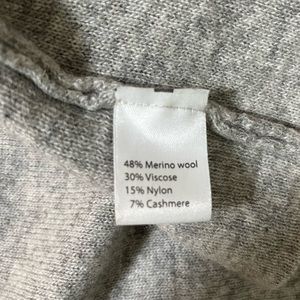 48% Merino wool
30% Viscose
15% Nylon
7% Cashmere